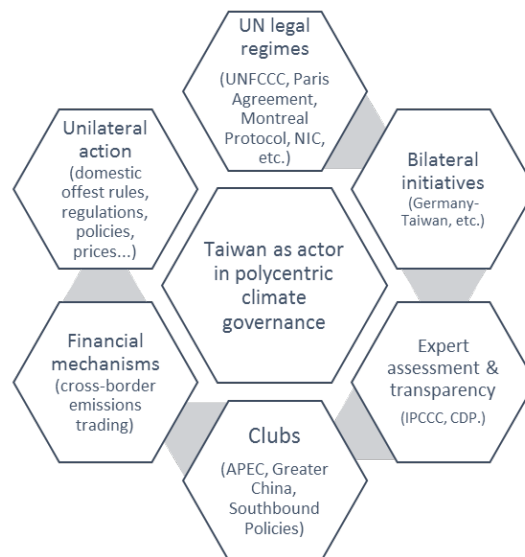 UN legal
regimes
(UNFCCC, Paris
Agreement,
Montreal
Protocol, NIC,
etc.)
Bilateral
initiatives
(Germany-
Taiwan, etc.)
Expert
assessment &
transparency
(IPCCC, CDP.)
Clubs
(APEC, Greater
China,
Southbound
Policies)
Financial
mechanisms
(cross-border
emissions
trading)
Unilateral
action
(domestic
offest rules,
regulations,
policies,
prices...)
Taiwan as actor
in polycentric
climate
governance